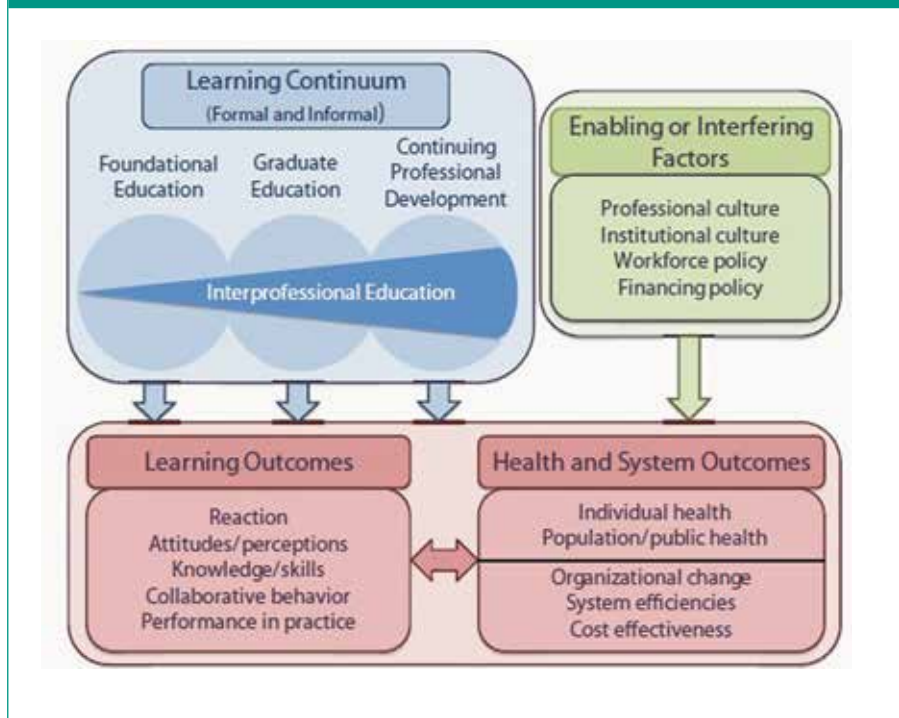 Learning Continuum
(Formal and Informal)
Foundational
Education
Graduate
Education
Continuing
Professional
Development
Interprofessional Education
Enabling or Interfering
Factors
Professional culture
Institutional culture
Workforce policy
Financing policy
Learning Outcomes
Reaction
Attitudes/perceptions
Knowledge/skills
Collaborative behavior
Performance in practice
Health and System Outcomes
Individual health
Population/public health
Organizational change
System efficiencies
Cost effectiveness